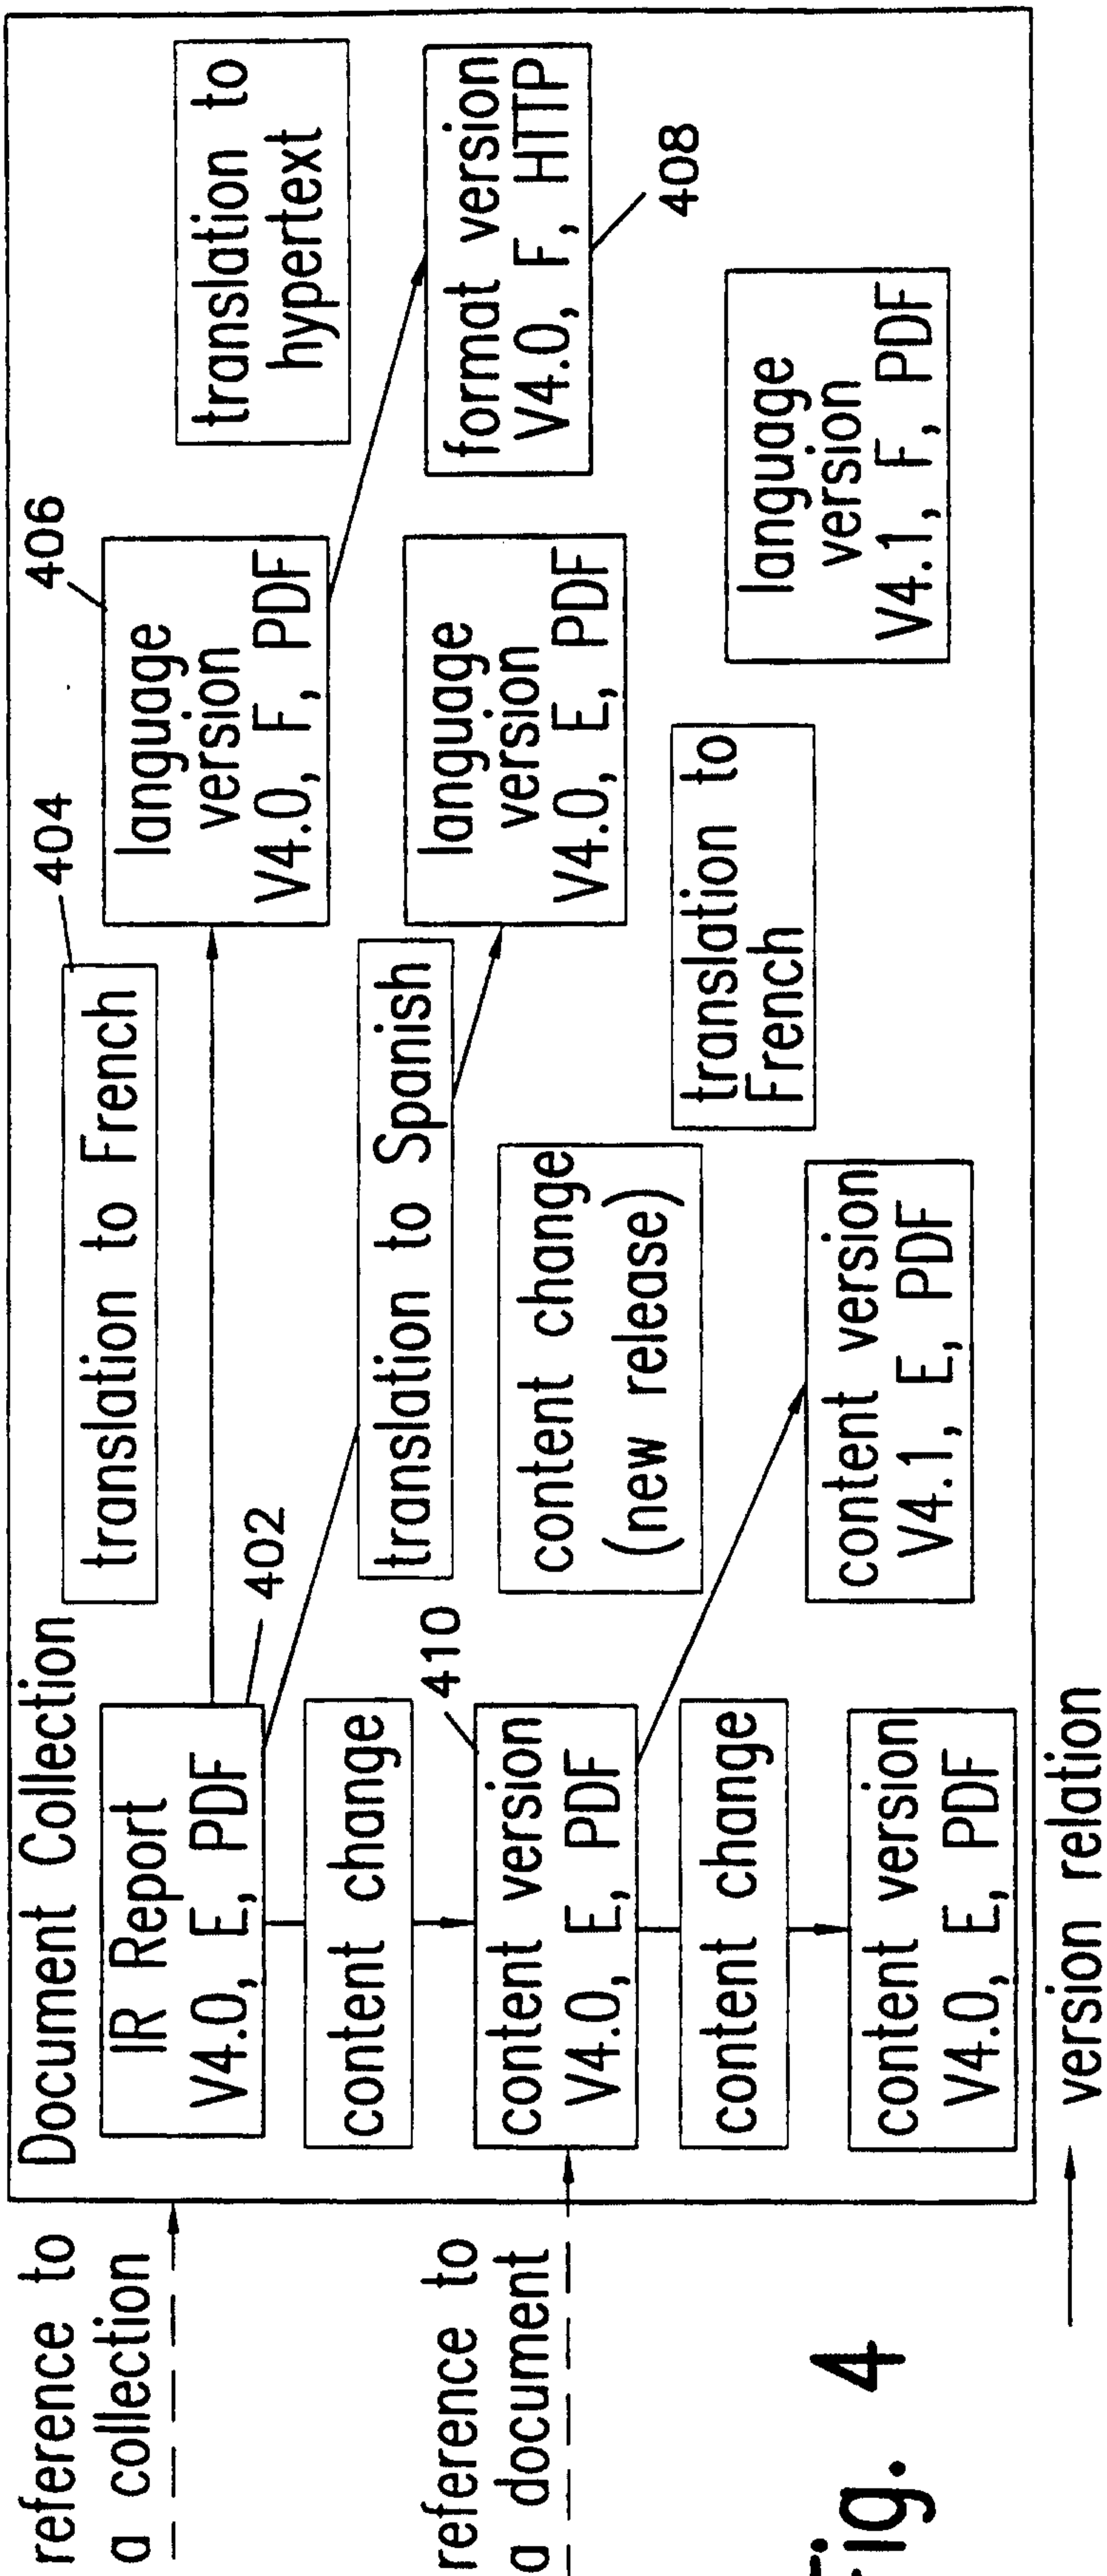 reference to
a collection
reference to
a document
Document Collection
IR Report
V4.0, E, PDF
402
content change
410
content version
V4.0, E, PDF
content change
content version
V4.0, E, PDF
translation to French
404
translation to Spanish
content change
(new release)
content version
V4.1, E, PDF
406
language
version
V4.0, F, PDF
language
version
V4.0, E, PDF
translation to
French
translation to
hypertext
format version
V4.0, F, HTTP
408
language
version
V4.1, F, PDF
version relation
Fig. 4